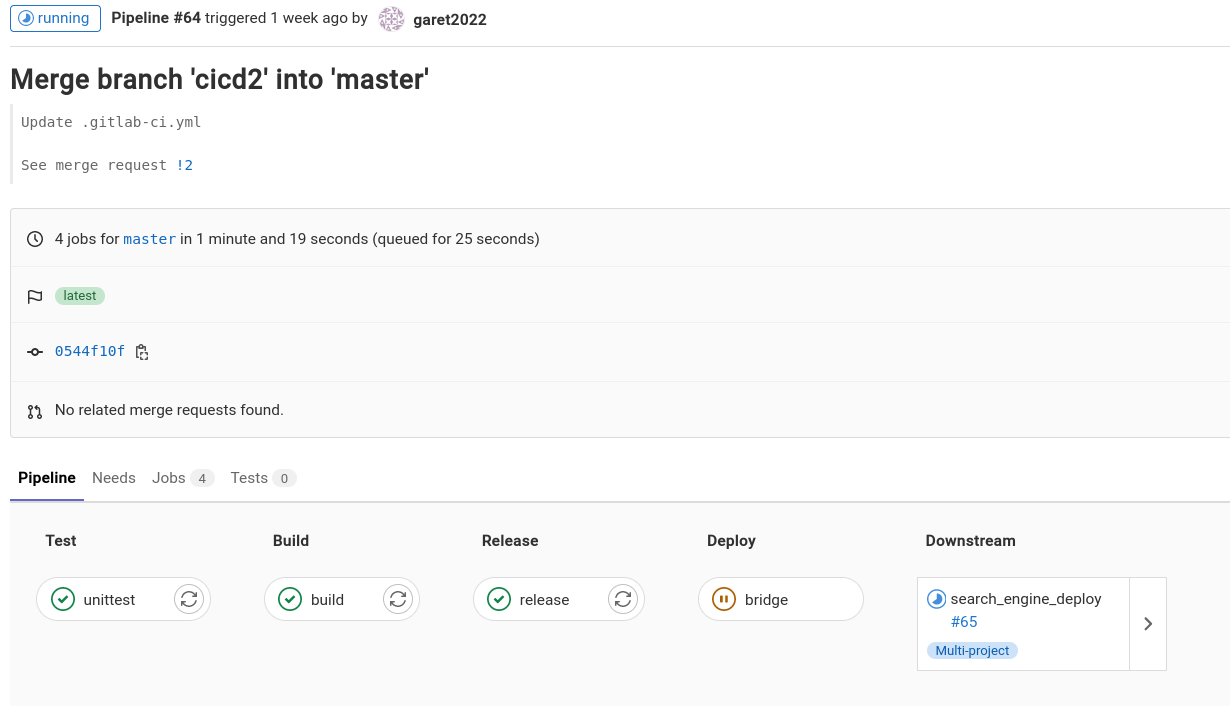 running Pipeline #64 triggered 1 week ago by garet2022
Merge branch 'cicd2' into 'master'
Update .gitlab-ci.yml
See merge request !2
4 jobs for master in 1 minute and 19 seconds (queued for 25 seconds)
latest
0544f10f
No related merge requests found.
Pipeline Needs Jobs 4 Tests 0
Test Build Release Deploy Downstream
unittest build release bridge search_engine_deploy
#65
Multi-project